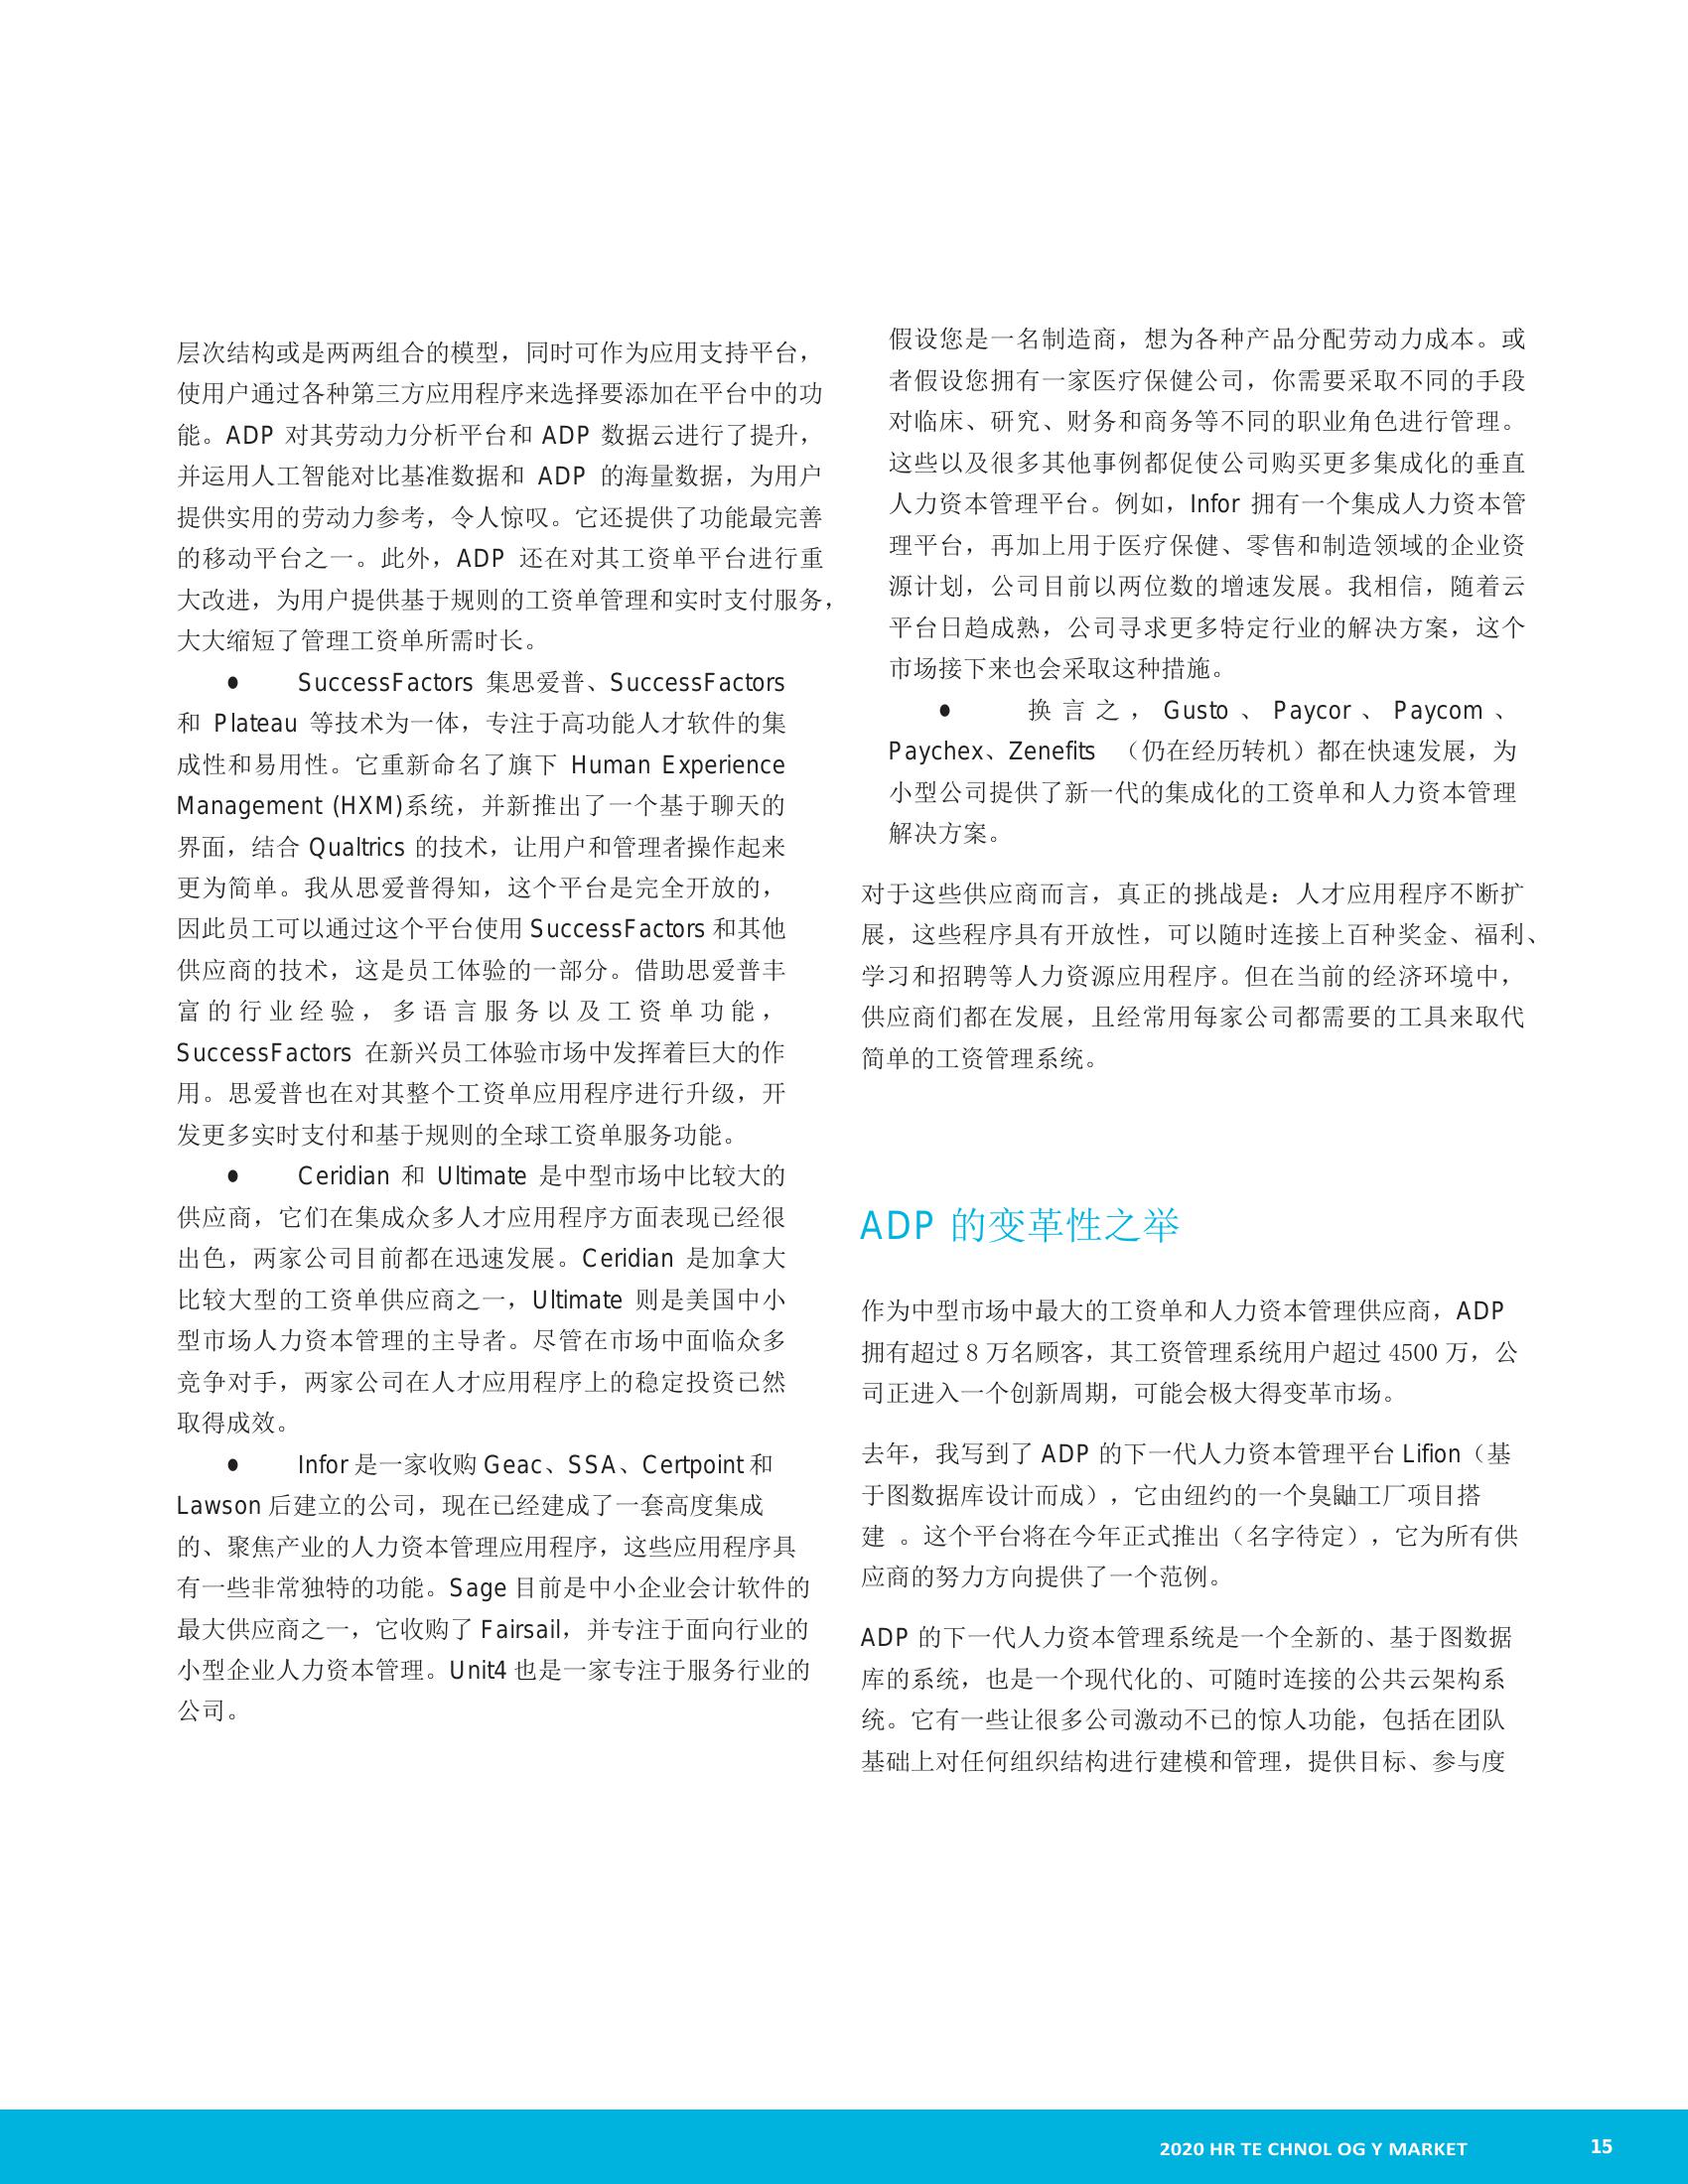 层次结构或是两两组合的模型，同时可作为应用支持平台，
使用户通过各种第三方应用程序来选择要添加在平台中的功
能。ADP 对其劳动力分析平台和 ADP 数据云进行了提升，
并运用人工智能对比基准数据和 ADP 的海量数据，为用户
提供实用的劳动力参考，令人惊叹。它还提供了功能最完善
的移动平台之一。此外，ADP 还在对其工资单平台进行重
大改进，为用户提供基于规则的工资单管理和实时支付服务，
大大缩短了管理工资单所需时长。
● SuccessFactors 集思爱普、SuccessFactors
和 Plateau 等技术为一体，专注于高功能人才软件的集
成性和易用性。它重新命名了旗下 Human Experience
Management (HXM)系统，并新推出了一个基于聊天的
界面，结合 Qualtrics 的技术，让用户和管理者操作起来
更为简单。我从思爱普得知，这个平台是完全开放的，
因此员工可以通过这个平台使用 SuccessFactors 和其他
供应商的技术，这是员工体验的一部分。借助思爱普丰
富的行业经验，多语言服务以及工资单功能，
SuccessFactors 在新兴员工体验市场中发挥着巨大的作
用。思爱普也在对其整个工资单应用程序进行升级，开
发更多实时支付和基于规则的全球工资单服务功能。
● Ceridian 和 Ultimate 是中型市场中比较大的
供应商，它们在集成众多人才应用程序方面表现已经很
出色，两家公司目前都在迅速发展。Ceridian 是加拿大
比较大型的工资单供应商之一，Ultimate 则是美国中小
型市场人力资本管理的主导者。尽管在市场中面临众多
竞争对手，两家公司在人才应用程序上的稳定投资已然
取得成效。
● Infor 是一家收购 Geac、SSA、Certpoint 和
Lawson 后建立的公司，现在已经建成了一套高度集成
的、聚焦产业的人力资本管理应用程序，这些应用程序具
有一些非常独特的功能。Sage 目前是中小企业会计软件的
最大供应商之一，它收购了 Fairsail，并专注于面向行业的
小型企业人力资本管理。Unit4 也是一家专注于服务行业的
公司。
假设您是一名制造商，想为各种产品分配劳动力成本。或
者假设您拥有一家医疗保健公司，你需要采取不同的手段
对临床、研究、财务和商务等不同的职业角色进行管理。
这些以及很多其他事例都促使公司购买更多集成化的垂直
人力资本管理平台。例如，Infor 拥有一个集成人力资本管
理平台，再加上用于医疗保健、零售和制造领域的企业资
源计划，公司目前以两位数的增速发展。我相信，随着云
平台日趋成熟，公司寻求更多特定行业的解决方案，这个
市场接下来也会采取这种措施。
● 换言之，Gusto、Paycor、Paycom、
Paychex、Zenefits （仍在经历转机）都在快速发展，为
小型公司提供了新一代的集成化的工资单和人力资本管理
解决方案。
对于这些供应商而言，真正的挑战是：人才应用程序不断扩
展，这些程序具有开放性，可以随时连接上百种奖金、福利、
学习和招聘等人力资源应用程序。但在当前的经济环境中，
供应商们都在发展，且经常用每家公司都需要的工具来取代
简单的工资管理系统。
ADP 的变革性之举
作为中型市场中最大的工资单和人力资本管理供应商，ADP
拥有超过 8 万名顾客，其工资管理系统用户超过 4500 万，公
司正进入一个创新周期，可能会极大得变革市场。
去年，我写到了 ADP 的下一代人力资本管理平台 Lifion（基
于图数据库设计而成），它由纽约的一个臭鼬工厂项目搭
建 。这个平台将在今年正式推出（名字待定），它为所有供
应商的努力方向提供了一个范例。
ADP 的下一代人力资本管理系统是一个全新的、基于图数据
库的系统，也是一个现代化的、可随时连接的公共云架构系
统。它有一些让很多公司激动不已的惊人功能，包括在团队
基础上对任何组织结构进行建模和管理，提供目标、参与度
2020 HR TE CHNOL OG Y MARKET 15